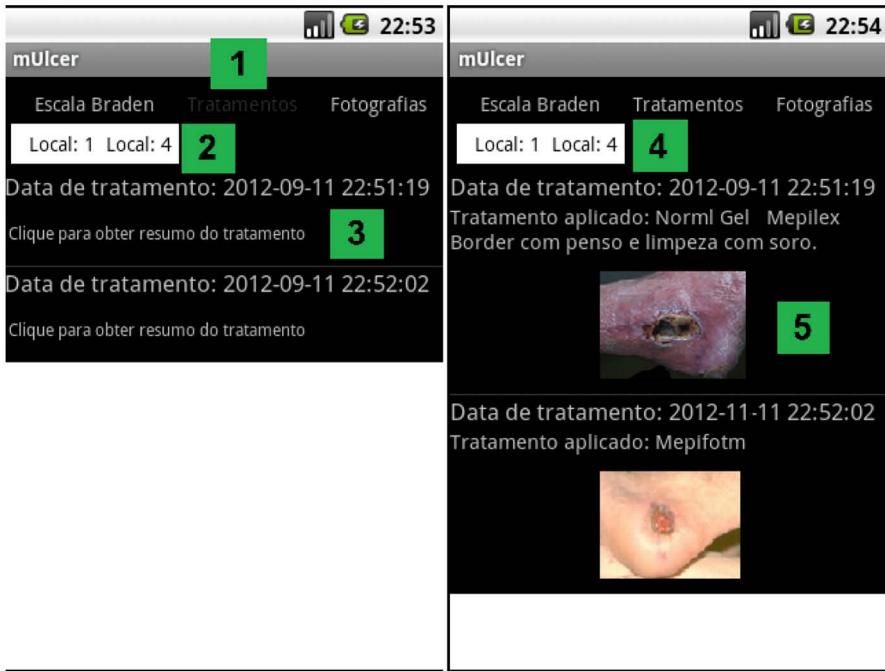 22:53
mUlcer
1
Escala Braden Tratamentos Fotografias
Local: 1 Local: 4
2
Data de tratamento: 2012-09-11 22:51:19
Clique para obter resumo do tratamento
3
Data de tratamento: 2012-09-11 22:52:02
Clique para obter resumo do tratamento
22:54
mUlcer
Escala Braden Tratamentos Fotografias
Local: 1 Local: 4
4
Data de tratamento: 2012-09-11 22:51:19
Tratamento aplicado: Norml Gel Mepilex
Border com penso e limpeza com soro.
5
Data de tratamento: 2012-11-11 22:52:02
Tratamento aplicado: Mepifotm